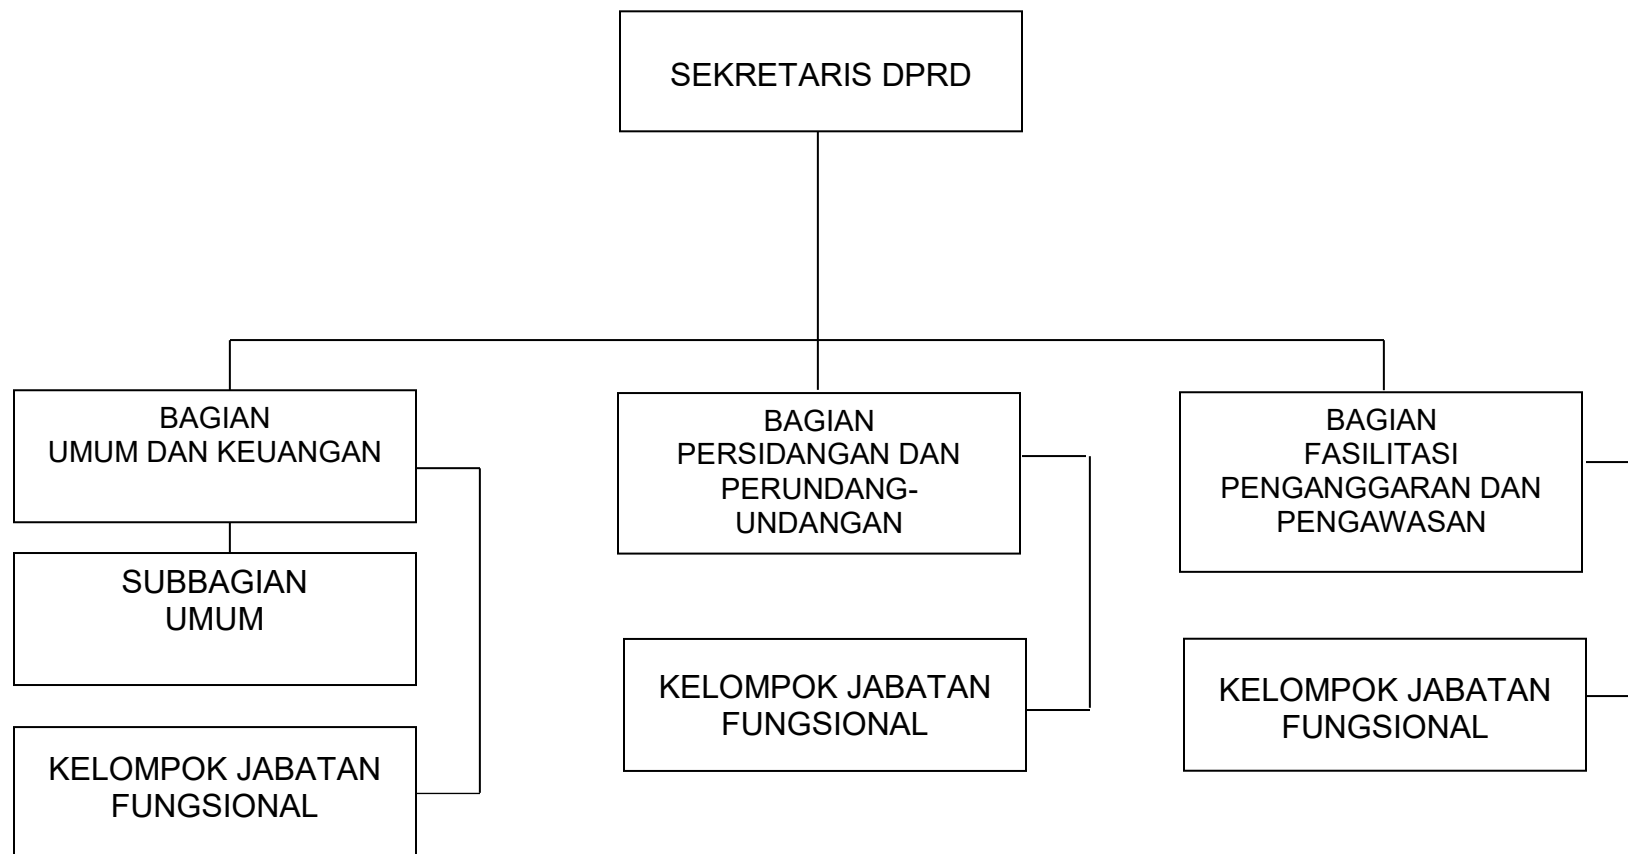 SEKRETARIS DPRD
BAGIAN
UMUM DAN KEUANGAN
BAGIAN
PERSIDANGAN DAN
PERUNDANG-
UNDANGAN
BAGIAN
FASILITASI
PENGANGGARAN DAN
PENGAWASAN
SUBBAGIAN
UMUM
KELOMPOK JABATAN
FUNGSIONAL
KELOMPOK JABATAN
FUNGSIONAL
KELOMPOK JABATAN
FUNGSIONAL